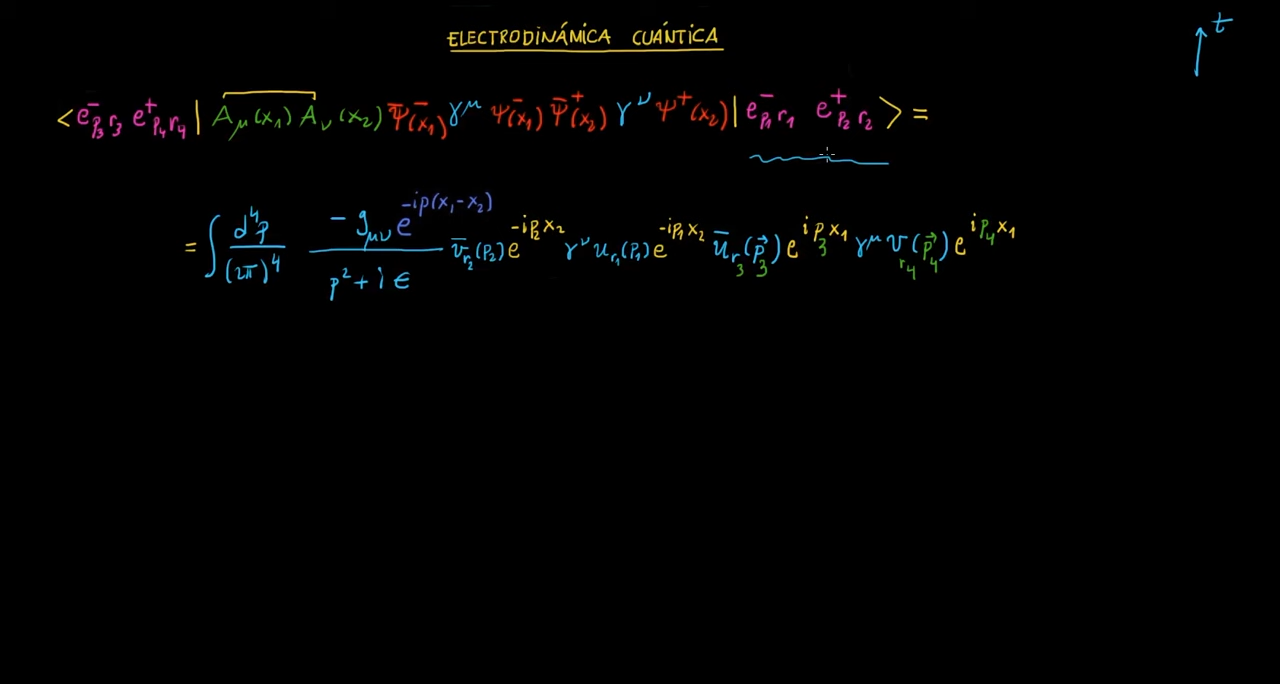 ELECTRODINÁMICA CUÁNTICA
t
<e⁻p₃r₃ e⁺p₄r₄| Aμ(x₁) Aν(x₂) Ψ̄⁻(x₁) γ^μ Ψ⁻(x₁) Ψ̄⁺(x₂) γ^ν Ψ⁺(x₂) |e⁻p₁r₁ e⁺p₂r₂> =
= ∫ d⁴p/(2π)⁴ -gμν e^{-ip(x₁-x₂)}/(p²+iϵ) v̄r₂(p₂) e^{-ip₂x₂} γ^ν ur₁(p₁) e^{-ip₁x₂} ūr₃(p⃗₃) e^{ip₃x₁} γ^μ vr₄(p⃗₄) e^{ip₄x₁}